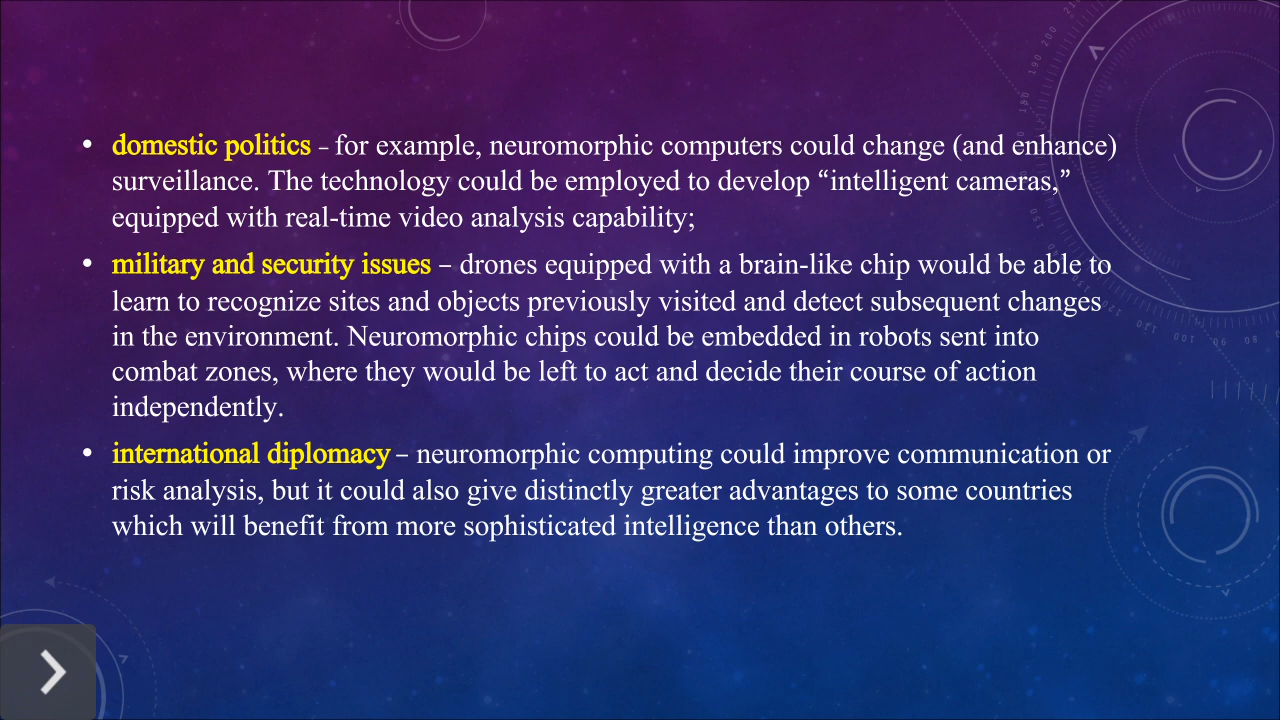 • domestic politics – for example, neuromorphic computers could change (and enhance)
surveillance. The technology could be employed to develop “intelligent cameras,”
equipped with real-time video analysis capability;
• military and security issues – drones equipped with a brain-like chip would be able to
learn to recognize sites and objects previously visited and detect subsequent changes
in the environment. Neuromorphic chips could be embedded in robots sent into
combat zones, where they would be left to act and decide their course of action
independently.
• international diplomacy – neuromorphic computing could improve communication or
risk analysis, but it could also give distinctly greater advantages to some countries
which will benefit from more sophisticated intelligence than others.